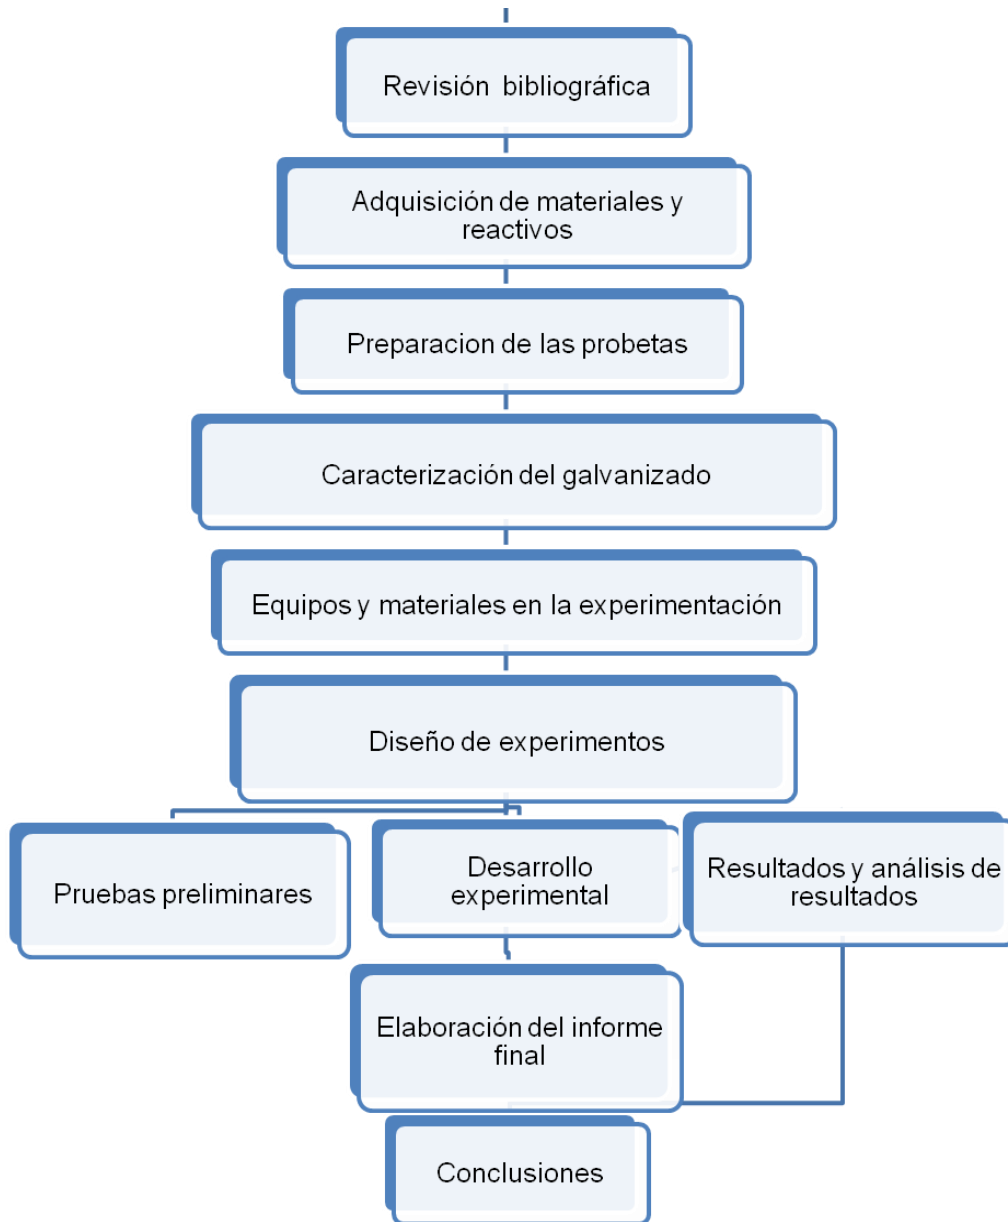 Revisión bibliográfica
Adquisición de materiales y
reactivos
Preparacion de las probetas
Caracterización del galvanizado
Equipos y materiales en la experimentación
Diseño de experimentos
Pruebas preliminares
Desarrollo
experimental
Resultados y análisis de
resultados
Elaboración del informe
final
Conclusiones